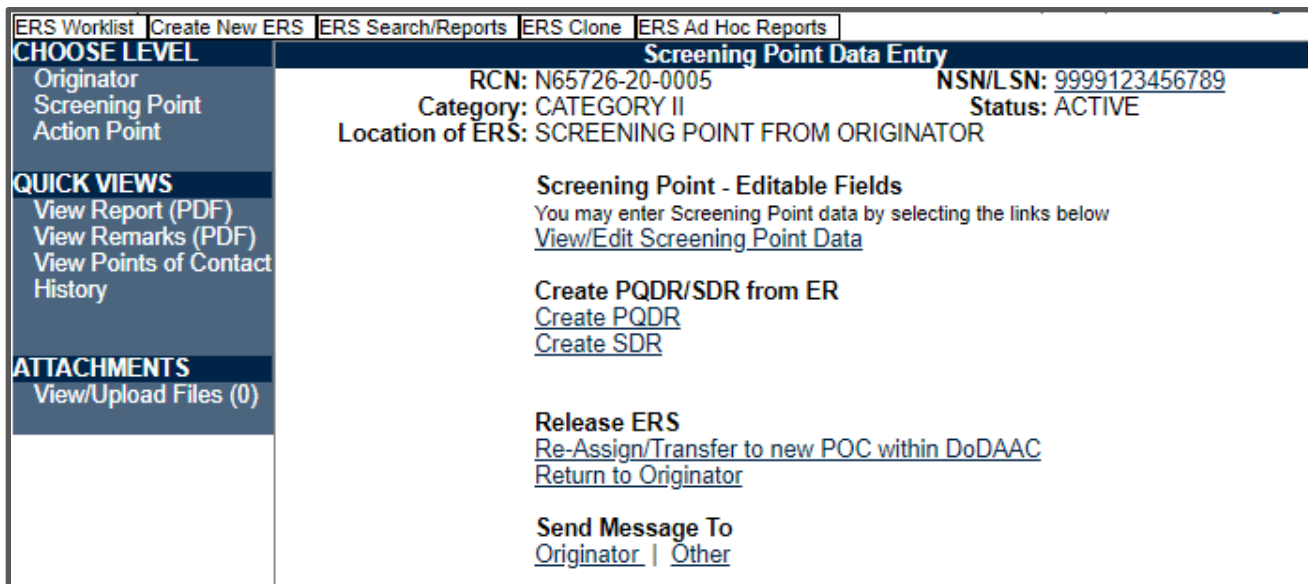 ERS Worklist Create New ERS ERS Search/Reports ERS Clone ERS Ad Hoc Reports
CHOOSE LEVEL
Originator
Screening Point
Action Point
QUICK VIEWS
View Report (PDF)
View Remarks (PDF)
View Points of Contact
History
ATTACHMENTS
View/Upload Files (0)
Screening Point Data Entry
RCN: N65726-20-0005 NSN/LSN: 9999123456789
Category: CATEGORY II Status: ACTIVE
Location of ERS: SCREENING POINT FROM ORIGINATOR
Screening Point - Editable Fields
You may enter Screening Point data by selecting the links below
View/Edit Screening Point Data
Create PQDR/SDR from ER
Create PQDR
Create SDR
Release ERS
Re-Assign/Transfer to new POC within DoDAAC
Return to Originator
Send Message To
Originator | Other